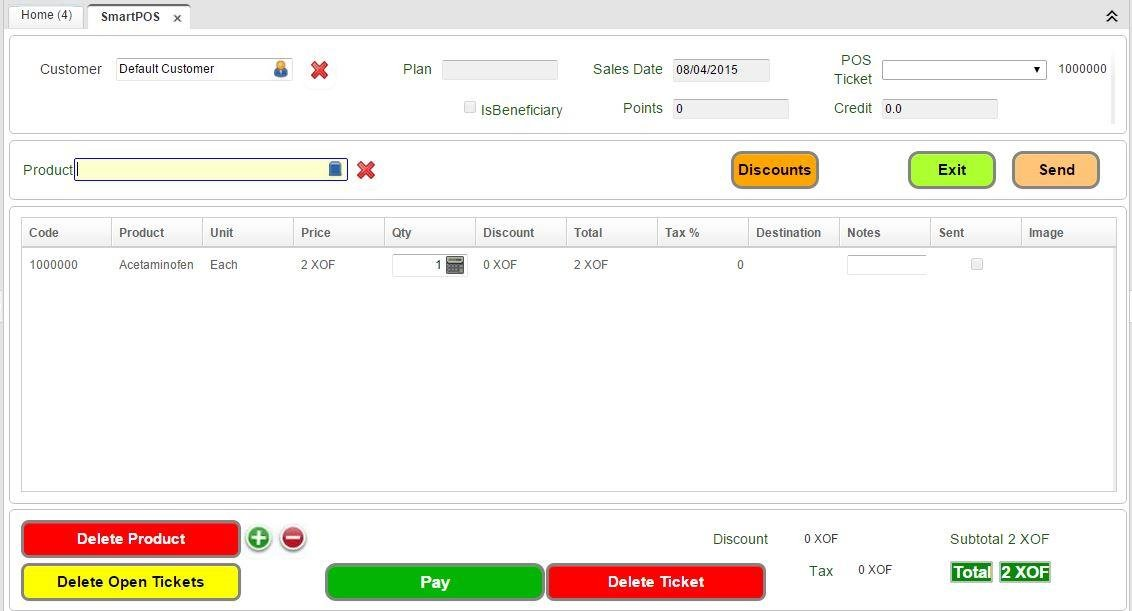 Home (4) SmartPOS ×
Customer Default Customer Plan Sales Date 08/04/2015 POS Ticket 1000000
IsBeneficiary Points 0 Credit 0.0
Product Discounts Exit Send
Code Product Unit Price Qty Discount Total Tax % Destination Notes Sent Image
1000000 Acetaminofen Each 2 XOF 1 0 XOF 2 XOF 0
Delete Product Discount 0 XOF Subtotal 2 XOF
Delete Open Tickets Pay Delete Ticket Tax 0 XOF Total 2 XOF